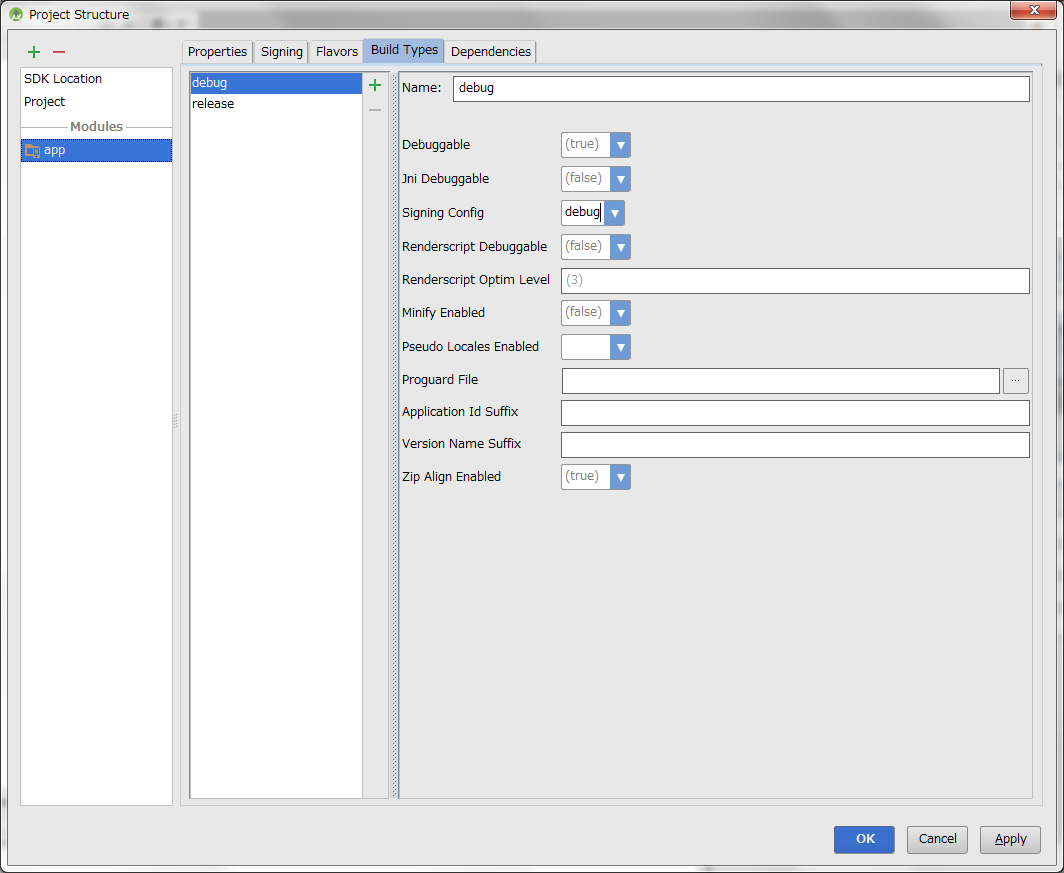 Project Structure
SDK Location
Project
Modules
app
Properties
Signing
Flavors
Build Types
Dependencies
debug
release
Name: debug
Debuggable (true)
Jni Debuggable (false)
Signing Config debug
Renderscript Debuggable (false)
Renderscript Optim Level (3)
Minify Enabled (false)
Pseudo Locales Enabled
Proguard File ...
Application Id Suffix
Version Name Suffix
Zip Align Enabled (true)
OK
Cancel
Apply